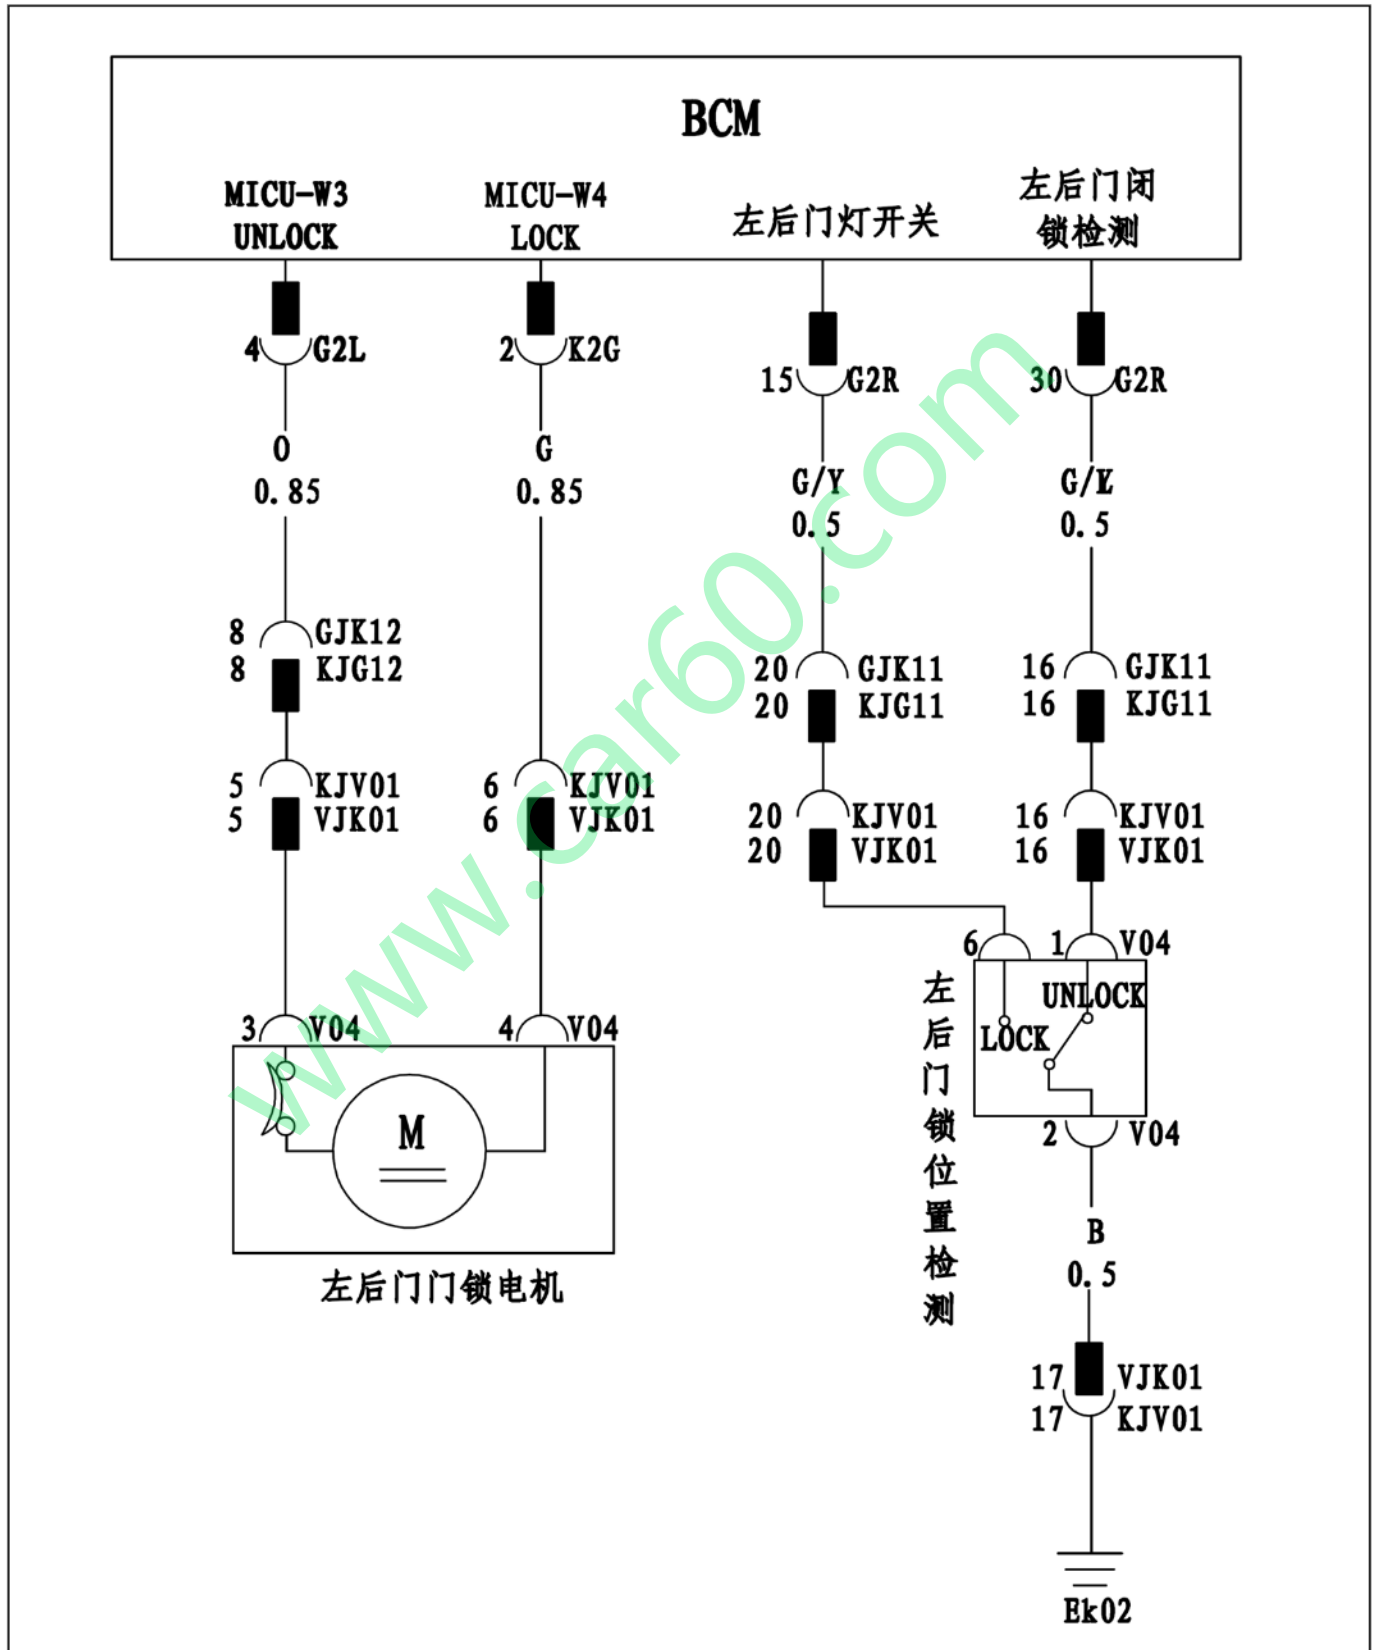 BCM
MICU-W3
UNLOCK
MICU-W4
LOCK
左后门灯开关
左后门闭
锁检测
4 G2L
2 K2G
15 G2R
30 G2R
O
0.85
G
0.85
G/Y
0.5
0.5
8 GJK12
8 KJG12
20 GJK11
20 KJG11
16 GJK11
16 KJG11
5 KJV01
5 VJK01
6 KJV01
6 VJK01
20 KJV01
20 VJK01
16 KJV01
16 VJK01
6
1 V04
UNLOCK
LOCK
左后门锁位置检测
3 V04
4 V04
M
左后门门锁电机
2 V04
B
0.5
17 VJK01
17 KJV01
Ek02
www.car60.com